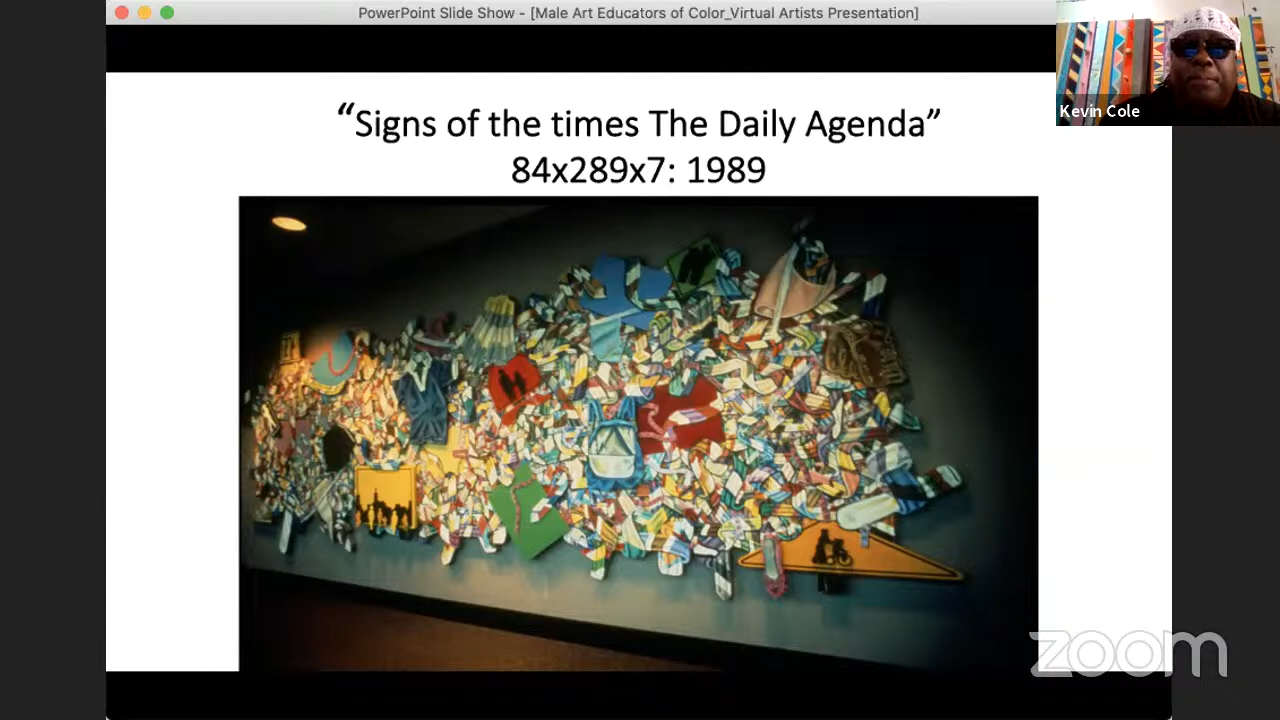 PowerPoint Slide Show - [Male Art Educators of Color_Virtual Artists Presentation]
Kevin Cole
“Signs of the times The Daily Agenda”
84x289x7: 1989
zoom